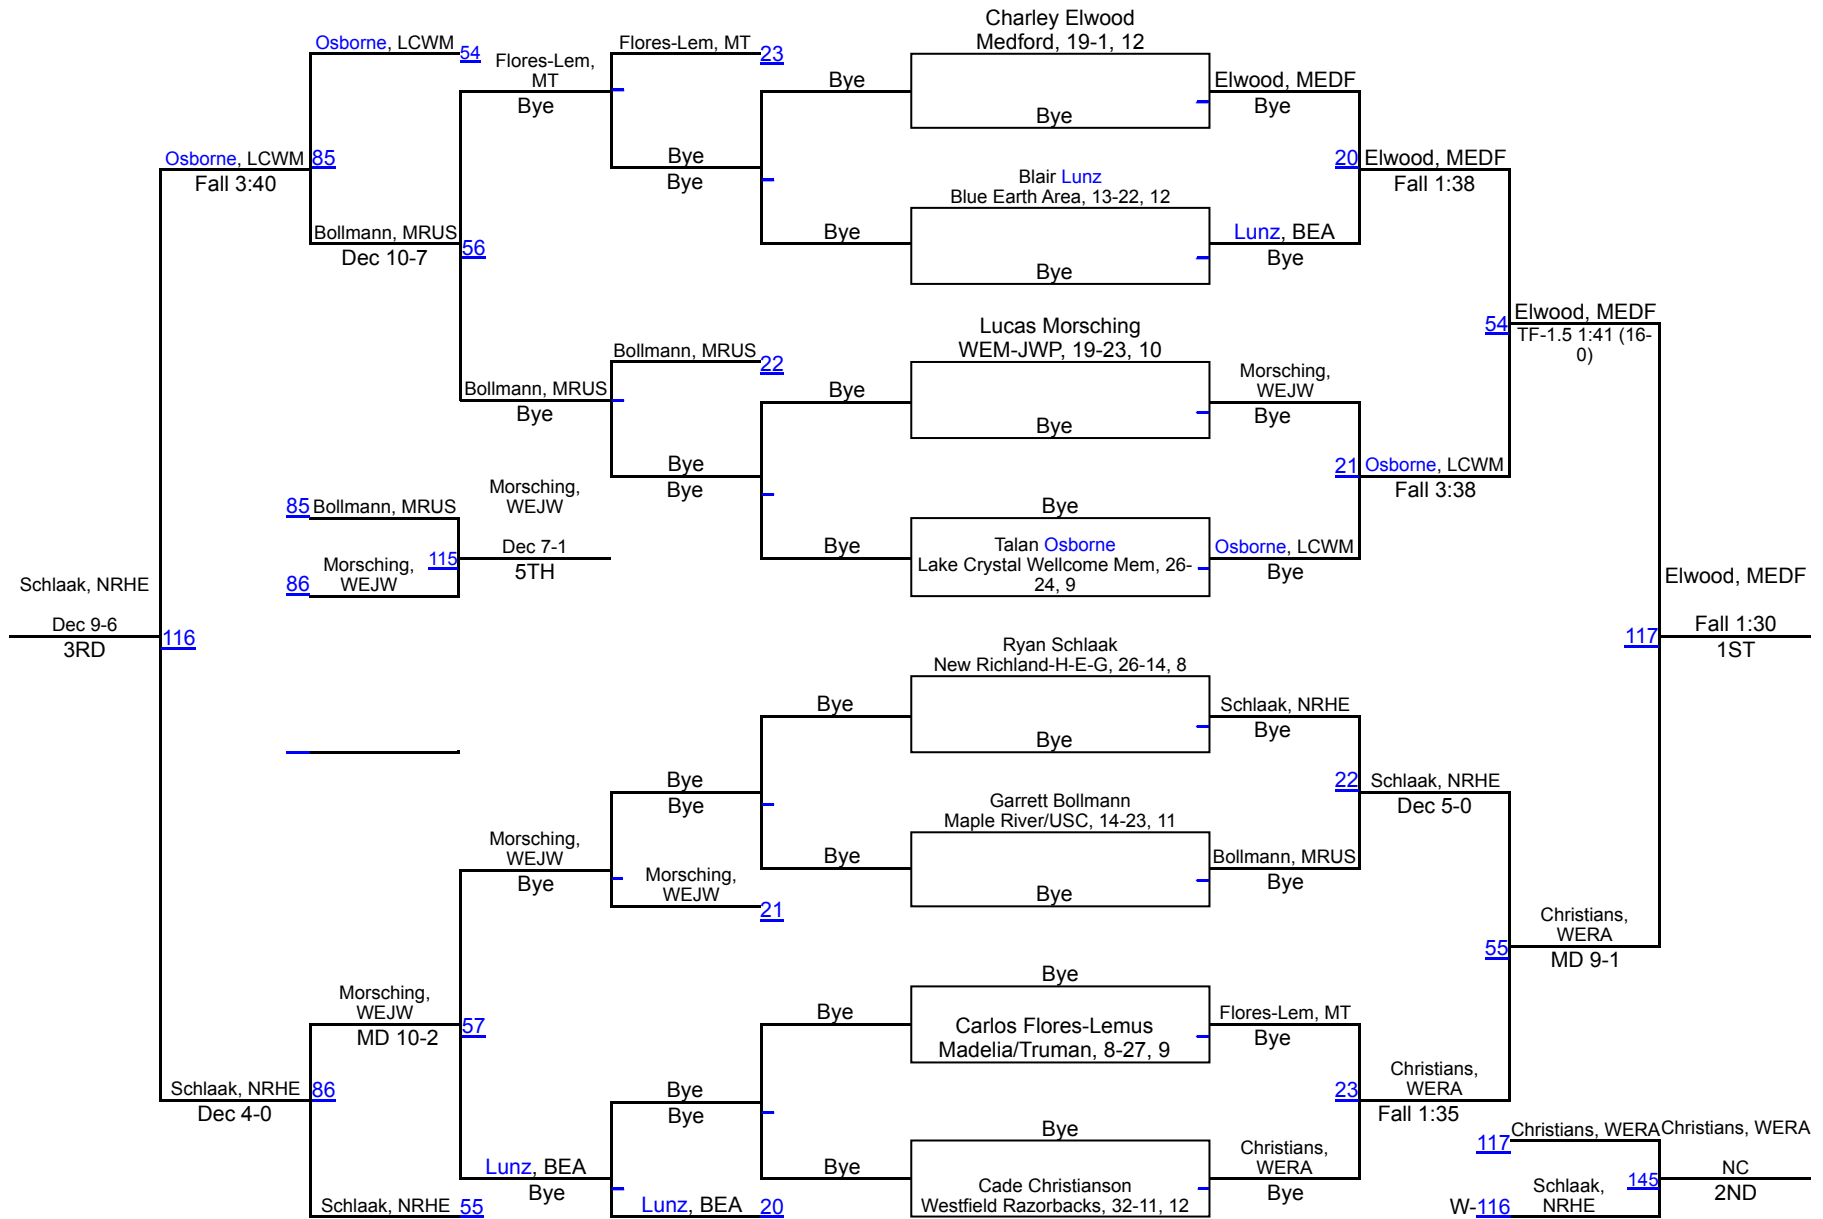 Charley Elwood
Medford, 19-1, 12
Osborne, LCWM
54
Flores-Lem,
MT
Bye
Flores-Lem, MT
23
Bye
Bye
Elwood, MEDF
Bye
Osborne, LCWM
Fall 3:40
85
Bye
Bye
Blair Lunz
Blue Earth Area, 13-22, 12
20
Elwood, MEDF
Fall 1:38
Bollmann, MRUS
Dec 10-7
56
Bye
Bye
Lunz, BEA
Bye
Lucas Morsching
WEM-JWP, 19-23, 10
54
Elwood, MEDF
TF-1.5 1:41 (16-
0)
Bollmann, MRUS
22
Bollmann, MRUS
Bye
Bye
Bye
Morsching,
WEJW
Bye
Bye
Bye
21
Osborne, LCWM
Fall 3:38
85
Bollmann, MRUS
Morsching,
WEJW
Dec 7-1
5TH
115
86
Morsching,
WEJW
Bye
Bye
Talan Osborne
Lake Crystal Wellcome Mem, 26-
24, 9
Osborne, LCWM
Bye
Schlaak, NRHE
Dec 9-6
3RD
116
Elwood, MEDF
Fall 1:30
1ST
117
Ryan Schlaak
New Richland-H-E-G, 26-14, 8
Bye
Bye
Schlaak, NRHE
Bye
Bye
Bye
22
Schlaak, NRHE
Dec 5-0
Garrett Bollmann
Maple River/USC, 14-23, 11
Morsching,
WEJW
Bye
Morsching,
WEJW
21
Bye
Bye
Bollmann, MRUS
Bye
Christians,
WERA
MD 9-1
55
Morsching,
WEJW
MD 10-2
57
Bye
Bye
Carlos Flores-Lemus
Madelia/Truman, 8-27, 9
Flores-Lem, MT
Bye
Schlaak, NRHE
Dec 4-0
86
Bye
Bye
23
Christians,
WERA
Fall 1:35
Bye
Bye
Cade Christianson
Westfield Razorbacks, 32-11, 12
Christians,
WERA
Bye
Lunz, BEA
Bye
Schlaak, NRHE
55
Lunz, BEA
20
117
Christians, WERA
Christians, WERA
NC
2ND
145
W-116
Schlaak,
NRHE